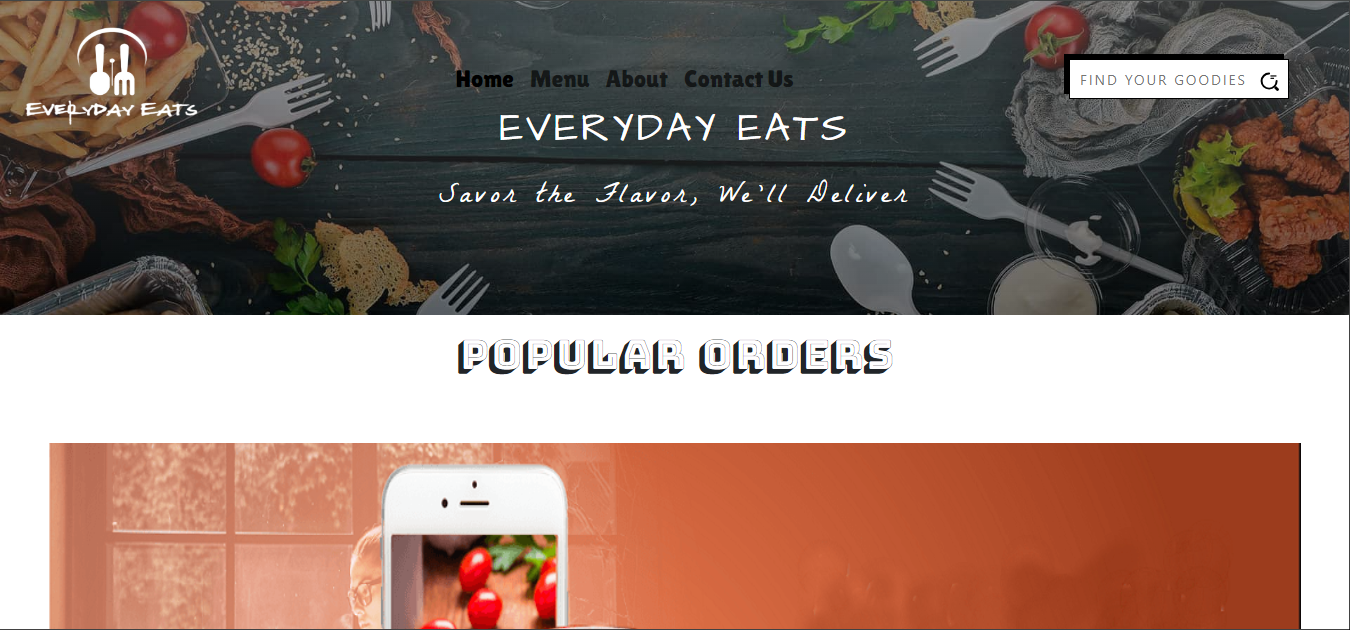 Everyday Eats
Home Menu About Contact Us
FIND YOUR GOODIES
EVERYDAY EATS
Savor the Flavor, We'll Deliver
POPULAR ORDERS